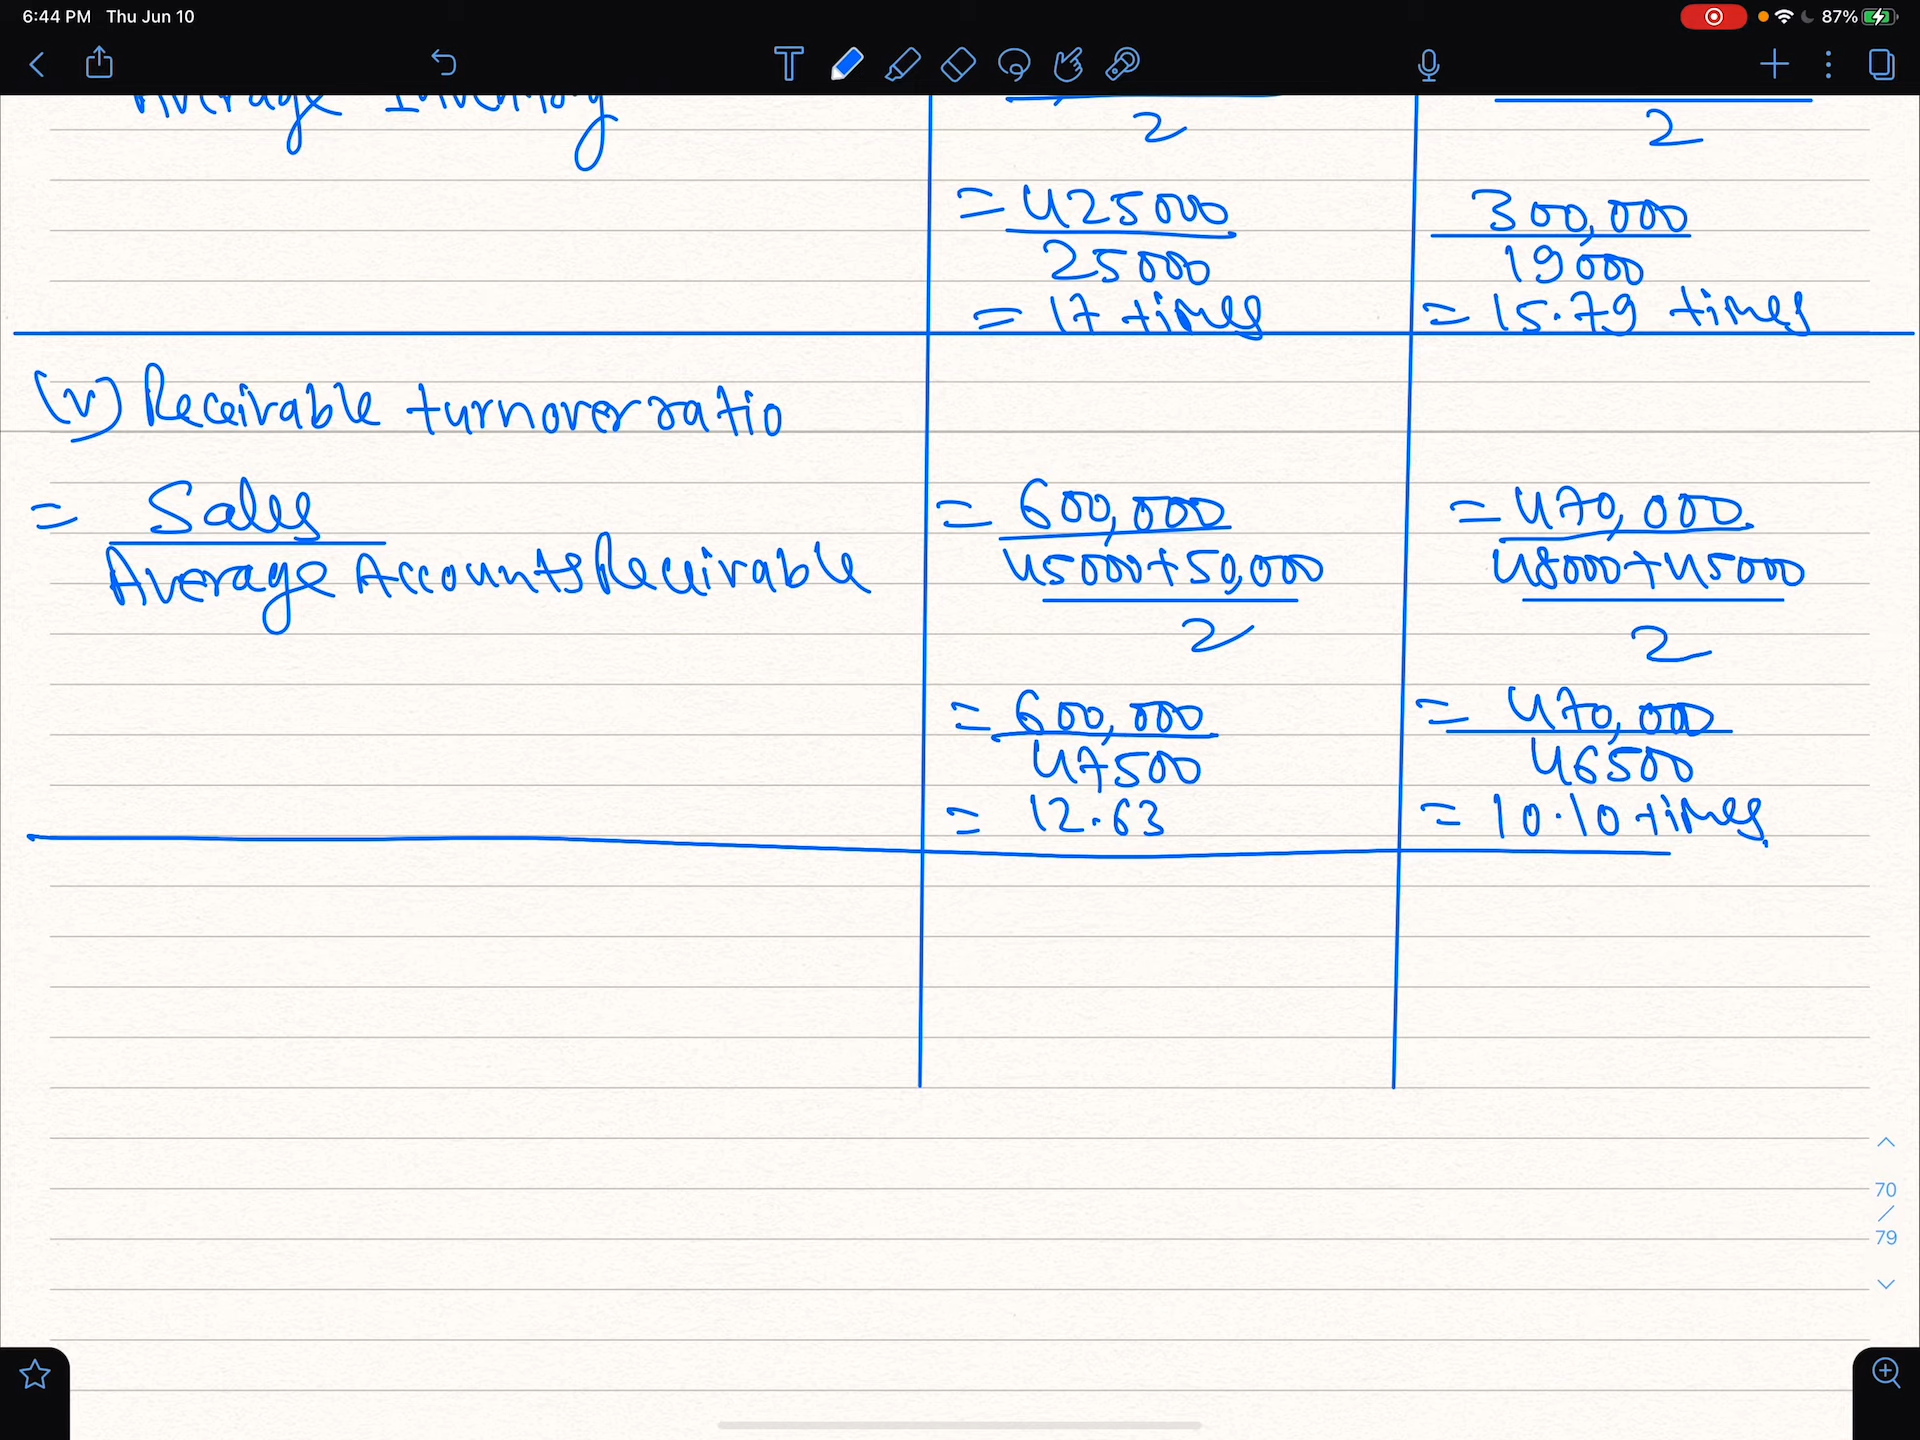 6:44 PM Thu Jun 10
87%
T
Average Inventory
2
2
= 425000
25000
= 17 times
300,000
19000
= 15.79 times
(v) Receivable turnover ratio
= Sales
Average Accounts Receivable
= 600,000
45000+50,000
2
= 600,000
47500
= 12.63
= 470,000
48000+45000
2
= 470,000
46500
= 10.10 times
70
/
79